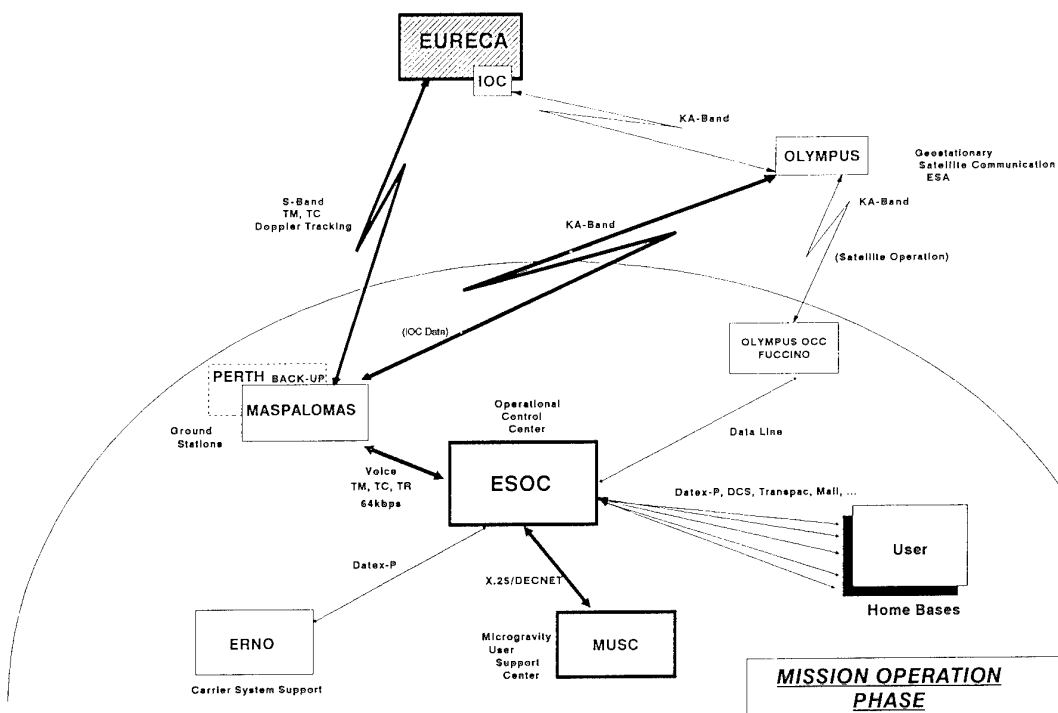 EURECA
IOC
KA-Band
OLYMPUS
Geostationary
Satellite Communication
ESA
S-Band
TM, TC
Doppler Tracking
KA-Band
KA-Band
(Satellite Operation)
(IOC Data)
OLYMPUS OCC
FUCCINO
PERTH BACK-UP
MASPALOMAS
Ground
Stations
Operational
Control
Center
Data Line
Voice
TM, TC, TR
64kbps
ESOC
Datex-P, DCS, Transpac, Mail, ...
User
Home Bases
Datex-P
X.25/DECNET
ERNO
Carrier System Support
Microgravity
User
Support
Center
MUSC
MISSION OPERATION
PHASE